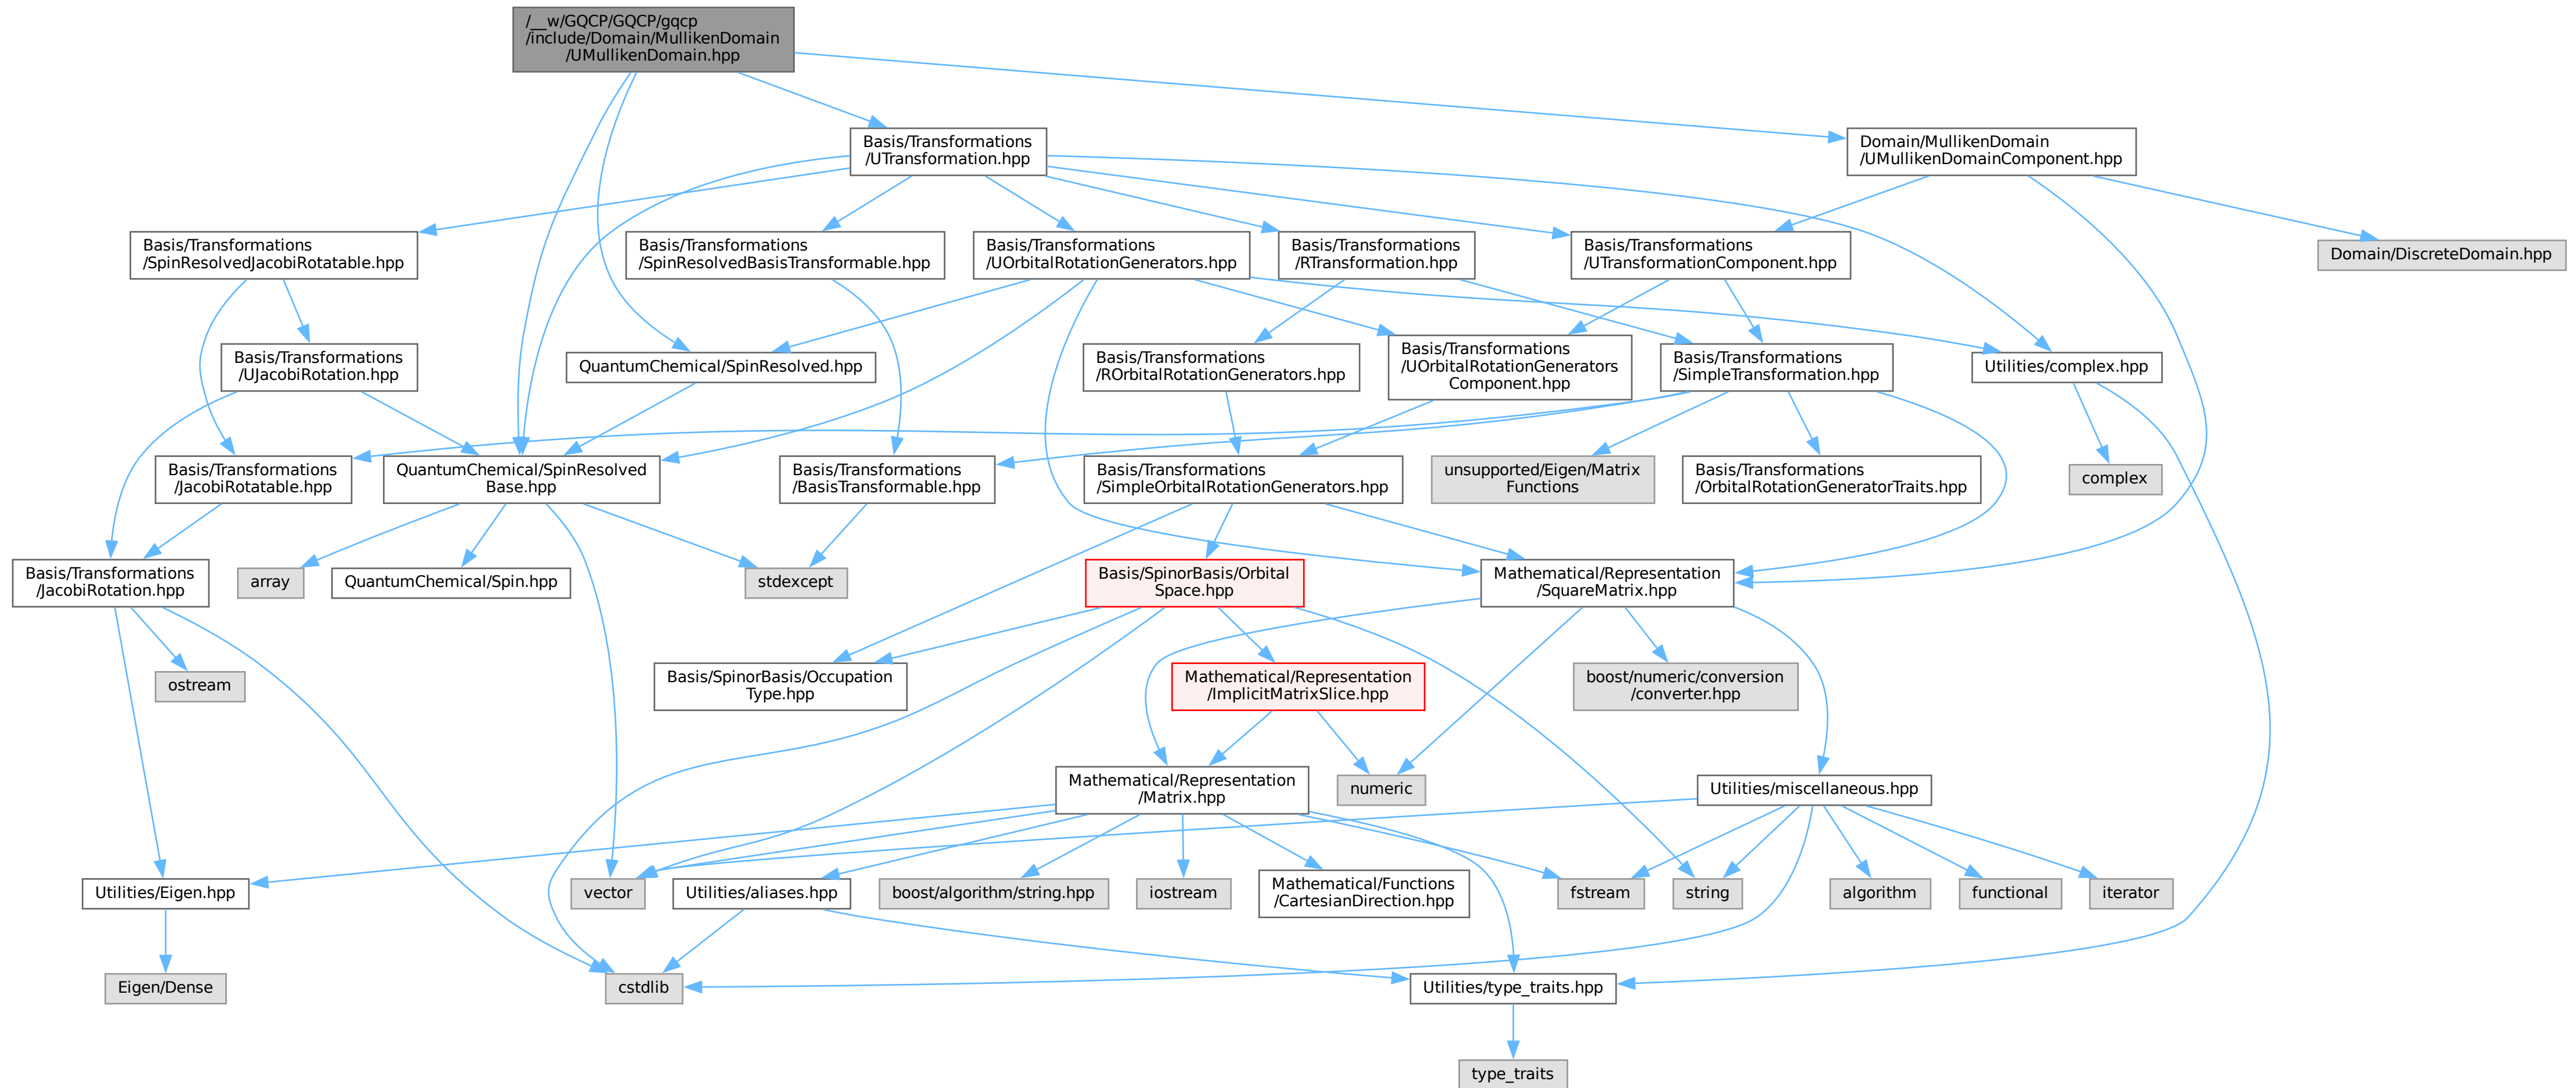 /__w/GQCP/GQCP/gqcp
/include/Domain/MullikenDomain
/UMullikenDomain.hpp
Basis/Transformations
/UTransformation.hpp
Domain/MullikenDomain
/UMullikenDomainComponent.hpp
Basis/Transformations
/SpinResolvedJacobiRotatable.hpp
Basis/Transformations
/SpinResolvedBasisTransformable.hpp
Basis/Transformations
/UOrbitalRotationGenerators.hpp
Basis/Transformations
/RTransformation.hpp
Basis/Transformations
/UTransformationComponent.hpp
Domain/DiscreteDomain.hpp
Basis/Transformations
/UJacobiRotation.hpp
QuantumChemical/SpinResolved.hpp
Basis/Transformations
/ROrbitalRotationGenerators.hpp
Basis/Transformations
/UOrbitalRotationGenerators
Component.hpp
Basis/Transformations
/SimpleTransformation.hpp
Utilities/complex.hpp
Basis/Transformations
/JacobiRotatable.hpp
QuantumChemical/SpinResolved
Base.hpp
Basis/Transformations
/BasisTransformable.hpp
Basis/Transformations
/SimpleOrbitalRotationGenerators.hpp
unsupported/Eigen/Matrix
Functions
Basis/Transformations
/OrbitalRotationGeneratorTraits.hpp
complex
Basis/Transformations
/JacobiRotation.hpp
array
QuantumChemical/Spin.hpp
stdexcept
Basis/SpinorBasis/Orbital
Space.hpp
Mathematical/Representation
/SquareMatrix.hpp
ostream
Basis/SpinorBasis/Occupation
Type.hpp
Mathematical/Representation
/ImplicitMatrixSlice.hpp
boost/numeric/conversion
/converter.hpp
Mathematical/Representation
/Matrix.hpp
numeric
Utilities/miscellaneous.hpp
Utilities/Eigen.hpp
vector
Utilities/aliases.hpp
boost/algorithm/string.hpp
iostream
Mathematical/Functions
/CartesianDirection.hpp
fstream
string
algorithm
functional
iterator
Eigen/Dense
cstdlib
Utilities/type_traits.hpp
type_traits